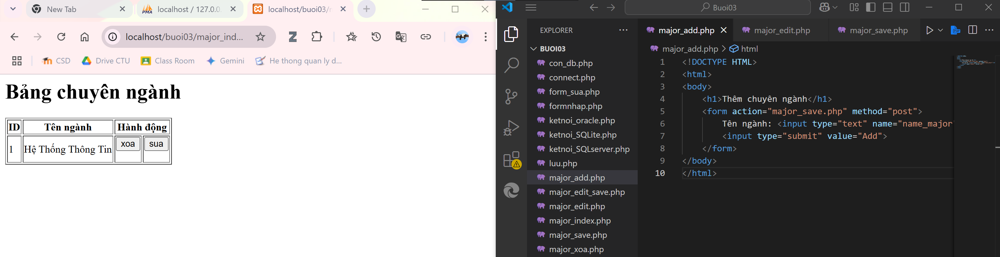 New Tab
localhost / 127.0.0.
localhost/buoi03/m
localhost/buoi03/major_ind...
CSD
Drive CTU
Class Room
Gemini
He thong quan ly d...
Bảng chuyên ngành
ID Tên ngành Hành động
1 Hệ Thống Thông Tin xoa sua
Buoi03
EXPLORER
BUOI03
con_db.php
connect.php
form_sua.php
formnhap.php
ketnoi_oracle.php
ketnoi_SQLite.php
ketnoi_SQLserver.php
luu.php
major_add.php
major_edit_save.php
major_edit.php
major_index.php
major_save.php
major_xoa.php
major_add.php
major_edit.php
major_save.php
major_add.php > html
1 <!DOCTYPE HTML>
2 <html>
3 <body>
4 <h1>Thêm chuyên ngành</h1>
5 <form action="major_save.php" method="post">
6 Tên ngành: <input type="text" name="name_major"
7 <input type="submit" value="Add">
8 </form>
9 </body>
10 </html>